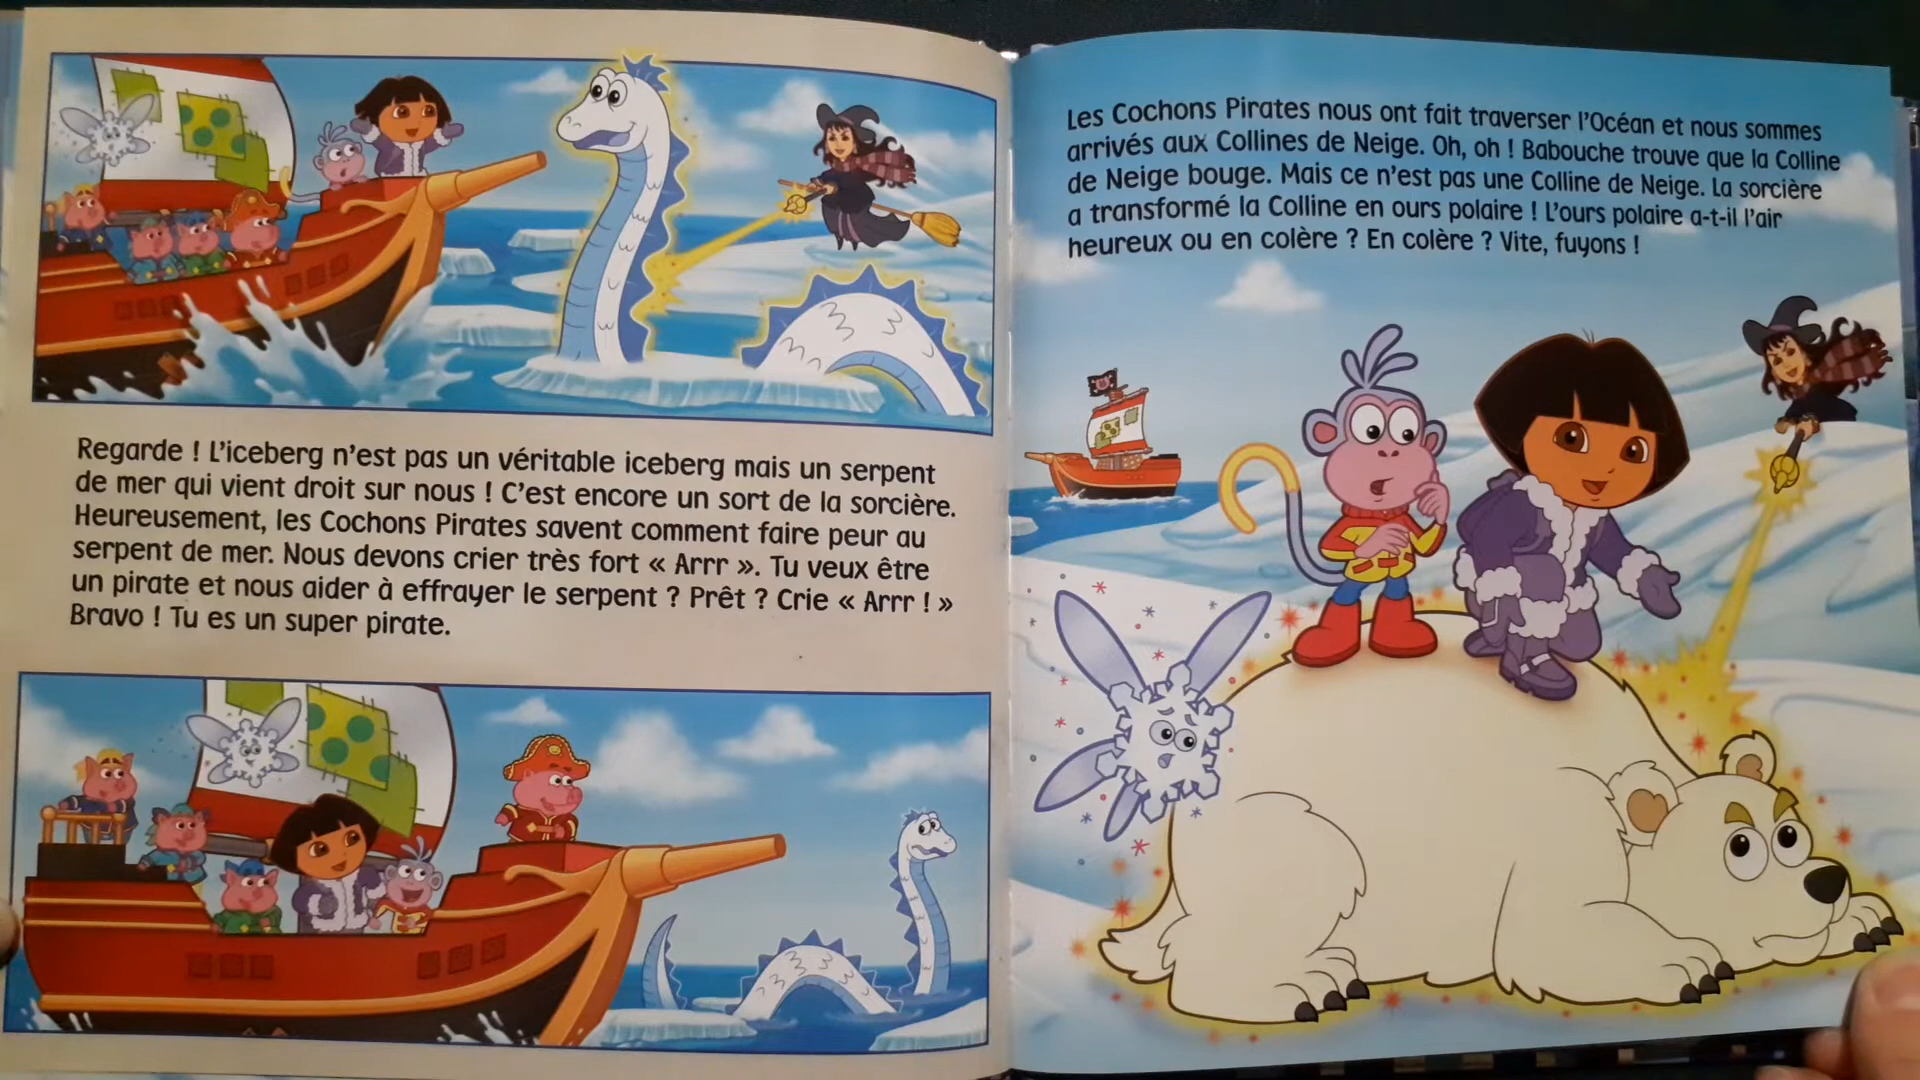 Regarde ! L'iceberg n'est pas un véritable iceberg mais un serpent
de mer qui vient droit sur nous ! C'est encore un sort de la sorcière.
Heureusement, les Cochons Pirates savent comment faire peur au
serpent de mer. Nous devons crier très fort « Arrr ». Tu veux être
un pirate et nous aider à effrayer le serpent ? Prêt ? Crie « Arrr ! »
Bravo ! Tu es un super pirate.
Les Cochons Pirates nous ont fait traverser l'Océan et nous sommes
arrivés aux Collines de Neige. Oh, oh ! Babouche trouve que la Colline
de Neige bouge. Mais ce n'est pas une Colline de Neige. La sorcière
a transformé la Colline en ours polaire ! L'ours polaire a-t-il l'air
heureux ou en colère ? En colère ? Vite, fuyons !